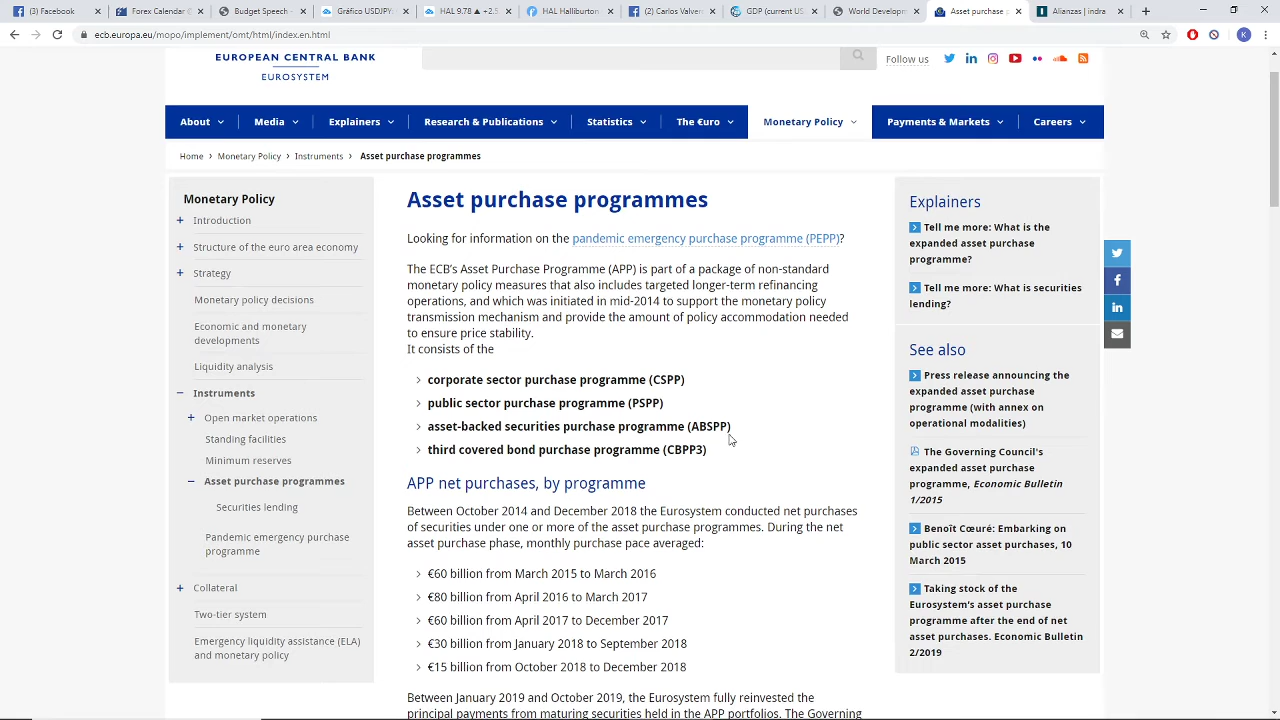 (3) Facebook
Forex Calendar @
Budget Speech -
Gráfico USDJPY:
HAL 9.78 ▲ +2.5
HAL Halliburton
(2) Carlos Valver
GDP (current US
World Developm
Asset purchase p
Alianzas | Indra
ecb.europa.eu/mopo/implement/omt/html/index.en.html
K
EUROPEAN CENTRAL BANK
EUROSYSTEM
Follow us
About
Media
Explainers
Research & Publications
Statistics
The €uro
Monetary Policy
Payments & Markets
Careers
Home › Monetary Policy › Instruments › Asset purchase programmes
Monetary Policy
+ Introduction
+ Structure of the euro area economy
+ Strategy
Monetary policy decisions
Economic and monetary
developments
Liquidity analysis
− Instruments
+ Open market operations
Standing facilities
Minimum reserves
− Asset purchase programmes
Securities lending
Pandemic emergency purchase
programme
+ Collateral
Two-tier system
Emergency liquidity assistance (ELA)
and monetary policy
Asset purchase programmes
Looking for information on the pandemic emergency purchase programme (PEPP)?
The ECB's Asset Purchase Programme (APP) is part of a package of non-standard
monetary policy measures that also includes targeted longer-term refinancing
operations, and which was initiated in mid-2014 to support the monetary policy
transmission mechanism and provide the amount of policy accommodation needed
to ensure price stability.
It consists of the
› corporate sector purchase programme (CSPP)
› public sector purchase programme (PSPP)
› asset-backed securities purchase programme (ABSPP)
› third covered bond purchase programme (CBPP3)
APP net purchases, by programme
Between October 2014 and December 2018 the Eurosystem conducted net purchases
of securities under one or more of the asset purchase programmes. During the net
asset purchase phase, monthly purchase pace averaged:
› €60 billion from March 2015 to March 2016
› €80 billion from April 2016 to March 2017
› €60 billion from April 2017 to December 2017
› €30 billion from January 2018 to September 2018
› €15 billion from October 2018 to December 2018
Between January 2019 and October 2019, the Eurosystem fully reinvested the
principal payments from maturing securities held in the APP portfolios. The Governing
Explainers
Tell me more: What is the
expanded asset purchase
programme?
Tell me more: What is securities
lending?
See also
Press release announcing the
expanded asset purchase
programme (with annex on
operational modalities)
The Governing Council's
expanded asset purchase
programme, Economic Bulletin
1/2015
Benoît Cœuré: Embarking on
public sector asset purchases, 10
March 2015
Taking stock of the
Eurosystem's asset purchase
programme after the end of net
asset purchases. Economic Bulletin
2/2019